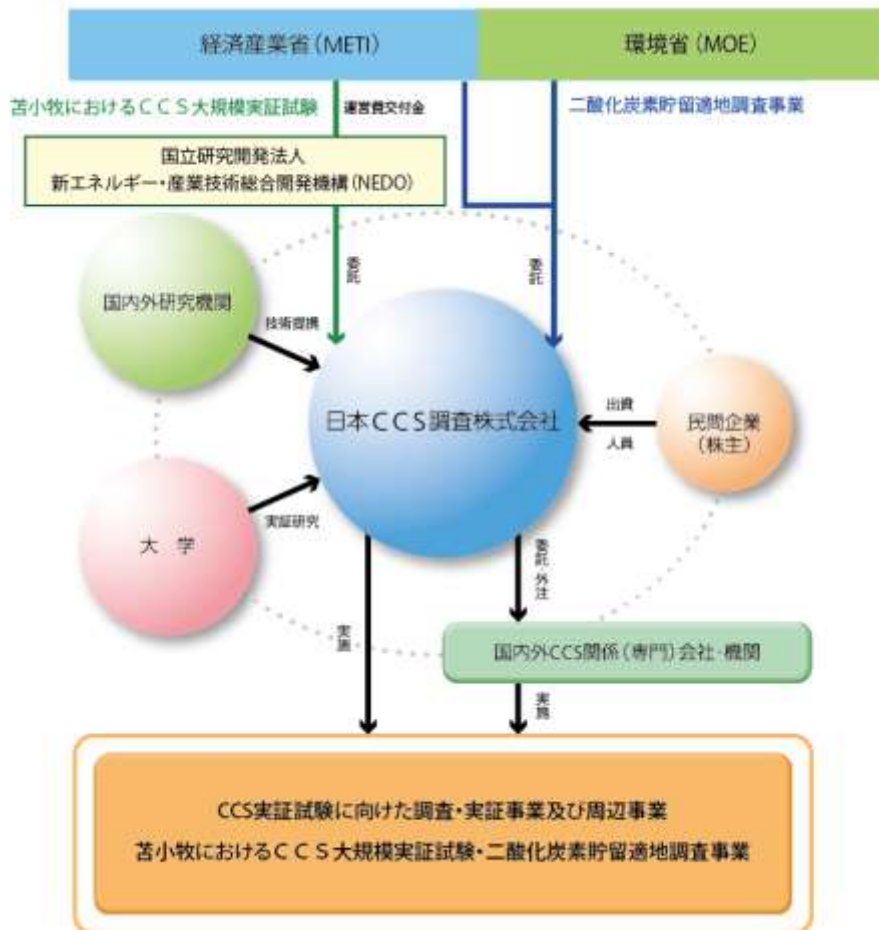 経済産業省(METI)
環境省(MOE)
苫小牧におけるCCS大規模実証試験
運営費交付金
二酸化炭素貯留適地調査事業
国立研究開発法人
新エネルギー・産業技術総合開発機構(NEDO)
委託
委託
国内外研究機関
技術提携
日本CCS調査株式会社
出資
人員
民間企業
(株主)
大 学
実証研究
委託・外注
実施
国内外CCS関係(専門)会社・機関
実施
CCS実証試験に向けた調査・実証事業及び周辺事業
苫小牧におけるCCS大規模実証試験・二酸化炭素貯留適地調査事業